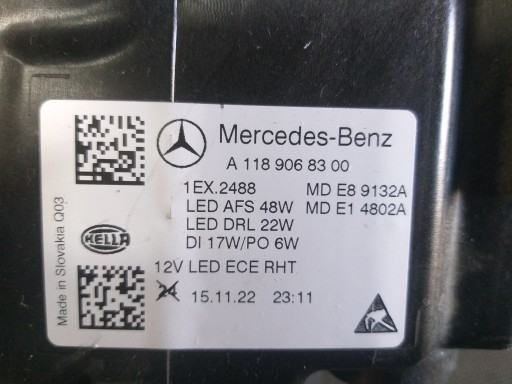 Mercedes-Benz
A 118 906 83 00
1EX.2488 MD E8 9132A
LED AFS 48W MD E1 4802A
LED DRL 22W
DI 17W/PO 6W
12V LED ECE RHT
24 15.11.22 23:11
HELLA
Made in Slovakia Q03